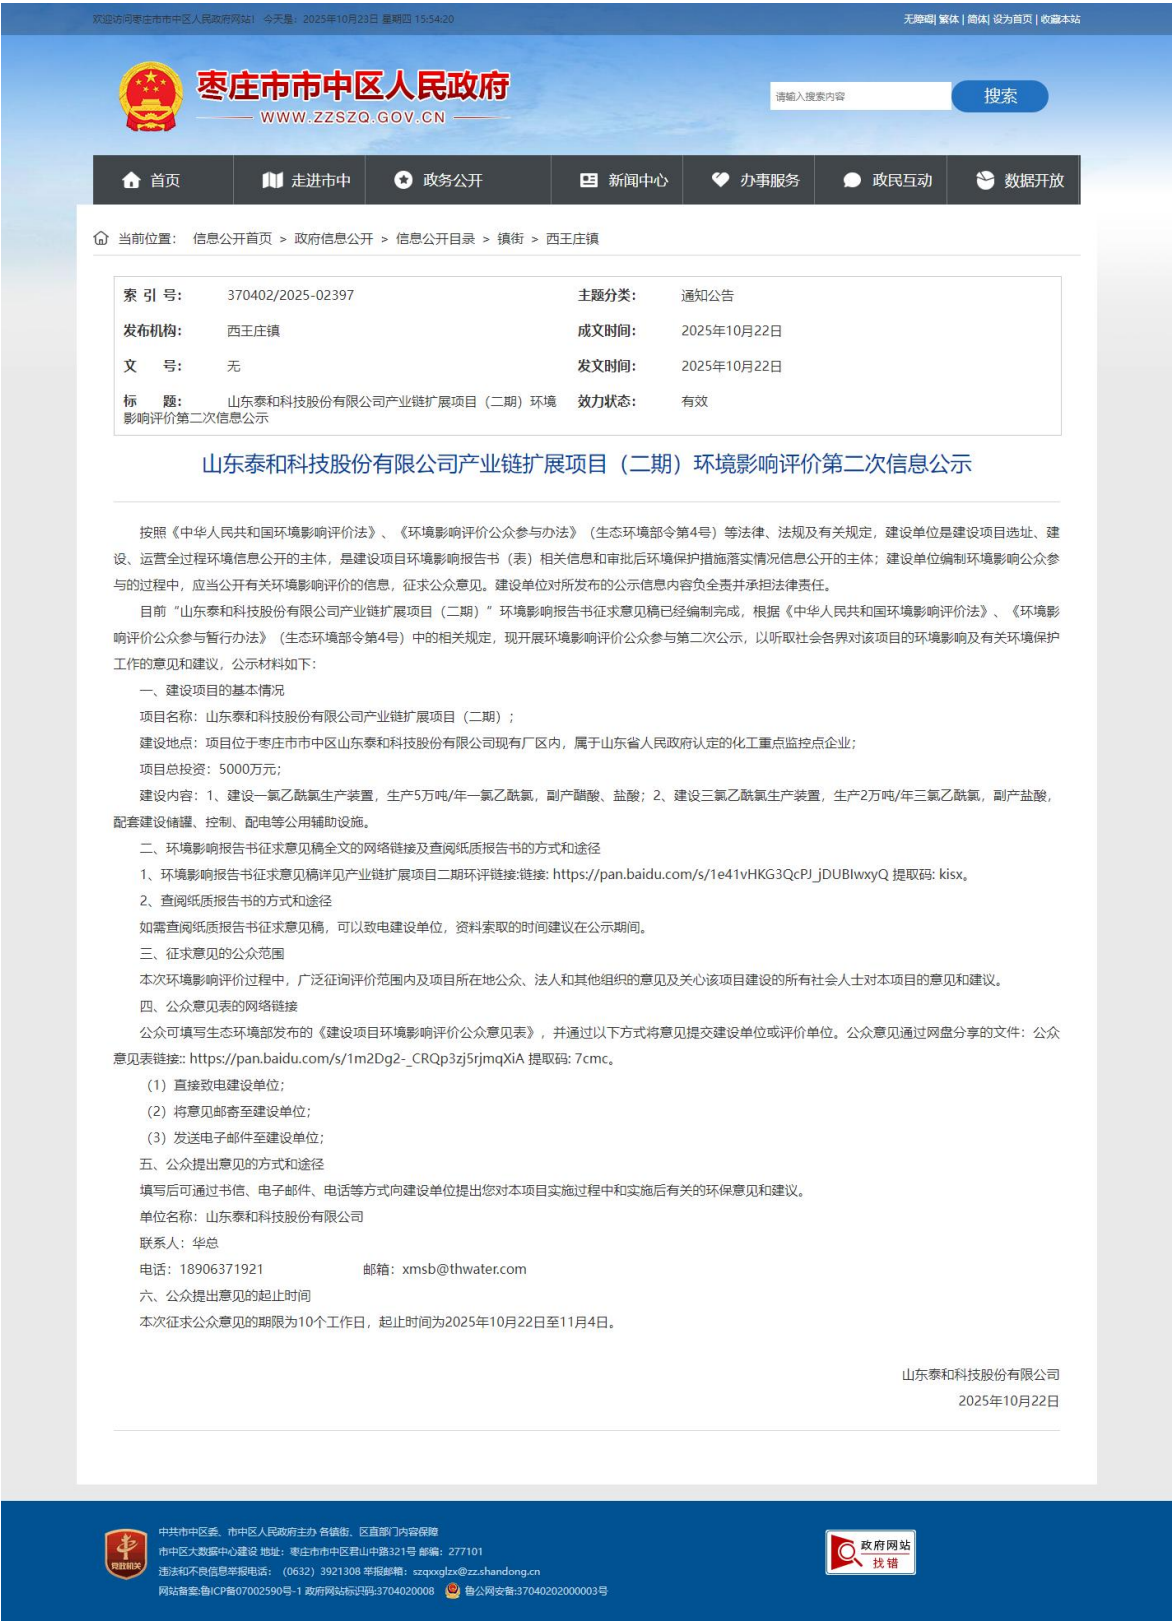 欢迎访问枣庄市市中区人民政府网站！ 今天是：2025年10月23日 星期四 15:54:20
无障碍| 繁体 | 简体| 设为首页 | 收藏本站
枣庄市市中区人民政府
WWW.ZZSZQ.GOV.CN
请输入搜索内容
搜索
首页 走进市中 政务公开 新闻中心 办事服务 政民互动 数据开放
当前位置： 信息公开首页 > 政府信息公开 > 信息公开目录 > 镇街 > 西王庄镇
索 引 号： 370402/2025-02397 主题分类： 通知公告
发布机构： 西王庄镇 成文时间： 2025年10月22日
文 号： 无 发文时间： 2025年10月22日
标 题： 山东泰和科技股份有限公司产业链扩展项目（二期）环境 效力状态： 有效
影响评价第二次信息公示
山东泰和科技股份有限公司产业链扩展项目（二期）环境影响评价第二次信息公示
按照《中华人民共和国环境影响评价法》、《环境影响评价公众参与办法》（生态环境部令第4号）等法律、法规及有关规定，建设单位是建设项目选址、建
设、运营全过程环境信息公开的主体，是建设项目环境影响报告书（表）相关信息和审批后环境保护措施落实情况信息公开的主体；建设单位编制环境影响公众参
与的过程中，应当公开有关环境影响评价的信息，征求公众意见。建设单位对所发布的公示信息内容负全责并承担法律责任。
目前“山东泰和科技股份有限公司产业链扩展项目（二期）”环境影响报告书征求意见稿已经编制完成，根据《中华人民共和国环境影响评价法》、《环境影
响评价公众参与暂行办法》（生态环境部令第4号）中的相关规定，现开展环境影响评价公众参与第二次公示，以听取社会各界对该项目的环境影响及有关环境保护
工作的意见和建议，公示材料如下：
一、建设项目的基本情况
项目名称：山东泰和科技股份有限公司产业链扩展项目（二期）；
建设地点：项目位于枣庄市市中区山东泰和科技股份有限公司现有厂区内，属于山东省人民政府认定的化工重点监控点企业；
项目总投资：5000万元；
建设内容：1、建设一氯乙酰氯生产装置，生产5万吨/年一氯乙酰氯，副产醋酸、盐酸；2、建设三氯乙酰氯生产装置，生产2万吨/年三氯乙酰氯，副产盐酸，
配套建设储罐、控制、配电等公用辅助设施。
二、环境影响报告书征求意见稿全文的网络链接及查阅纸质报告书的方式和途径
1、环境影响报告书征求意见稿详见产业链扩展项目二期环评链接:链接: https://pan.baidu.com/s/1e41vHKG3QcPJ_jDUBIwxyQ 提取码: kisx。
2、查阅纸质报告书的方式和途径
如需查阅纸质报告书征求意见稿，可以致电建设单位，资料索取的时间建议在公示期间。
三、征求意见的公众范围
本次环境影响评价过程中，广泛征询评价范围内及项目所在地公众、法人和其他组织的意见及关心该项目建设的所有社会人士对本项目的意见和建议。
四、公众意见表的网络链接
公众可填写生态环境部发布的《建设项目环境影响评价公众意见表》，并通过以下方式将意见提交建设单位或评价单位。公众意见通过网盘分享的文件：公众
意见表链接:: https://pan.baidu.com/s/1m2Dg2-_CRQp3zj5rjmqXiA 提取码: 7cmc。
（1）直接致电建设单位；
（2）将意见邮寄至建设单位；
（3）发送电子邮件至建设单位；
五、公众提出意见的方式和途径
填写后可通过书信、电子邮件、电话等方式向建设单位提出您对本项目实施过程中和实施后有关的环保意见和建议。
单位名称：山东泰和科技股份有限公司
联系人：华总
电话：18906371921 邮箱：xmsb@thwater.com
六、公众提出意见的起止时间
本次征求公众意见的期限为10个工作日，起止时间为2025年10月22日至11月4日。
山东泰和科技股份有限公司
2025年10月22日
党政机关
中共市中区委、市中区人民政府主办 各镇街、区直部门内容保障
市中区大数据中心建设 地址：枣庄市市中区君山中路321号 邮编：277101
违法和不良信息举报电话：（0632）3921308 举报邮箱：szqxxglzx@zz.shandong.cn
网站备案:鲁ICP备07002590号-1 政府网站标识码:3704020008 鲁公网安备:37040202000003号
政府网站
找错